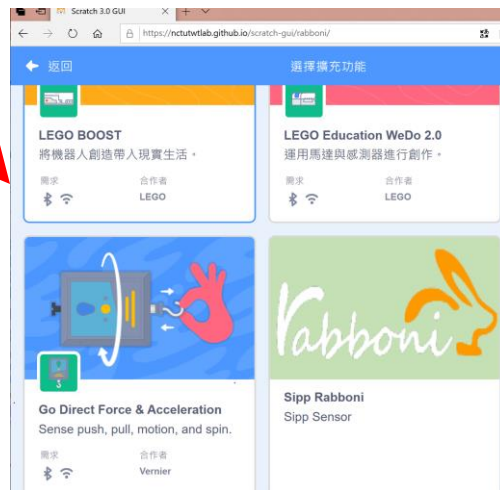 Scratch 3.0 GUI
https://nctutwtlab.github.io/scratch-gui/rabboni/
返回
選擇擴充功能
LEGO BOOST
將機器人創造帶入現實生活。
需求
合作者
LEGO
LEGO Education WeDo 2.0
運用馬達與感測器進行創作。
需求
合作者
LEGO
Go Direct Force & Acceleration
Sense push, pull, motion, and spin.
需求
合作者
Vernier
rabboni
Sipp Rabboni
Sipp Sensor